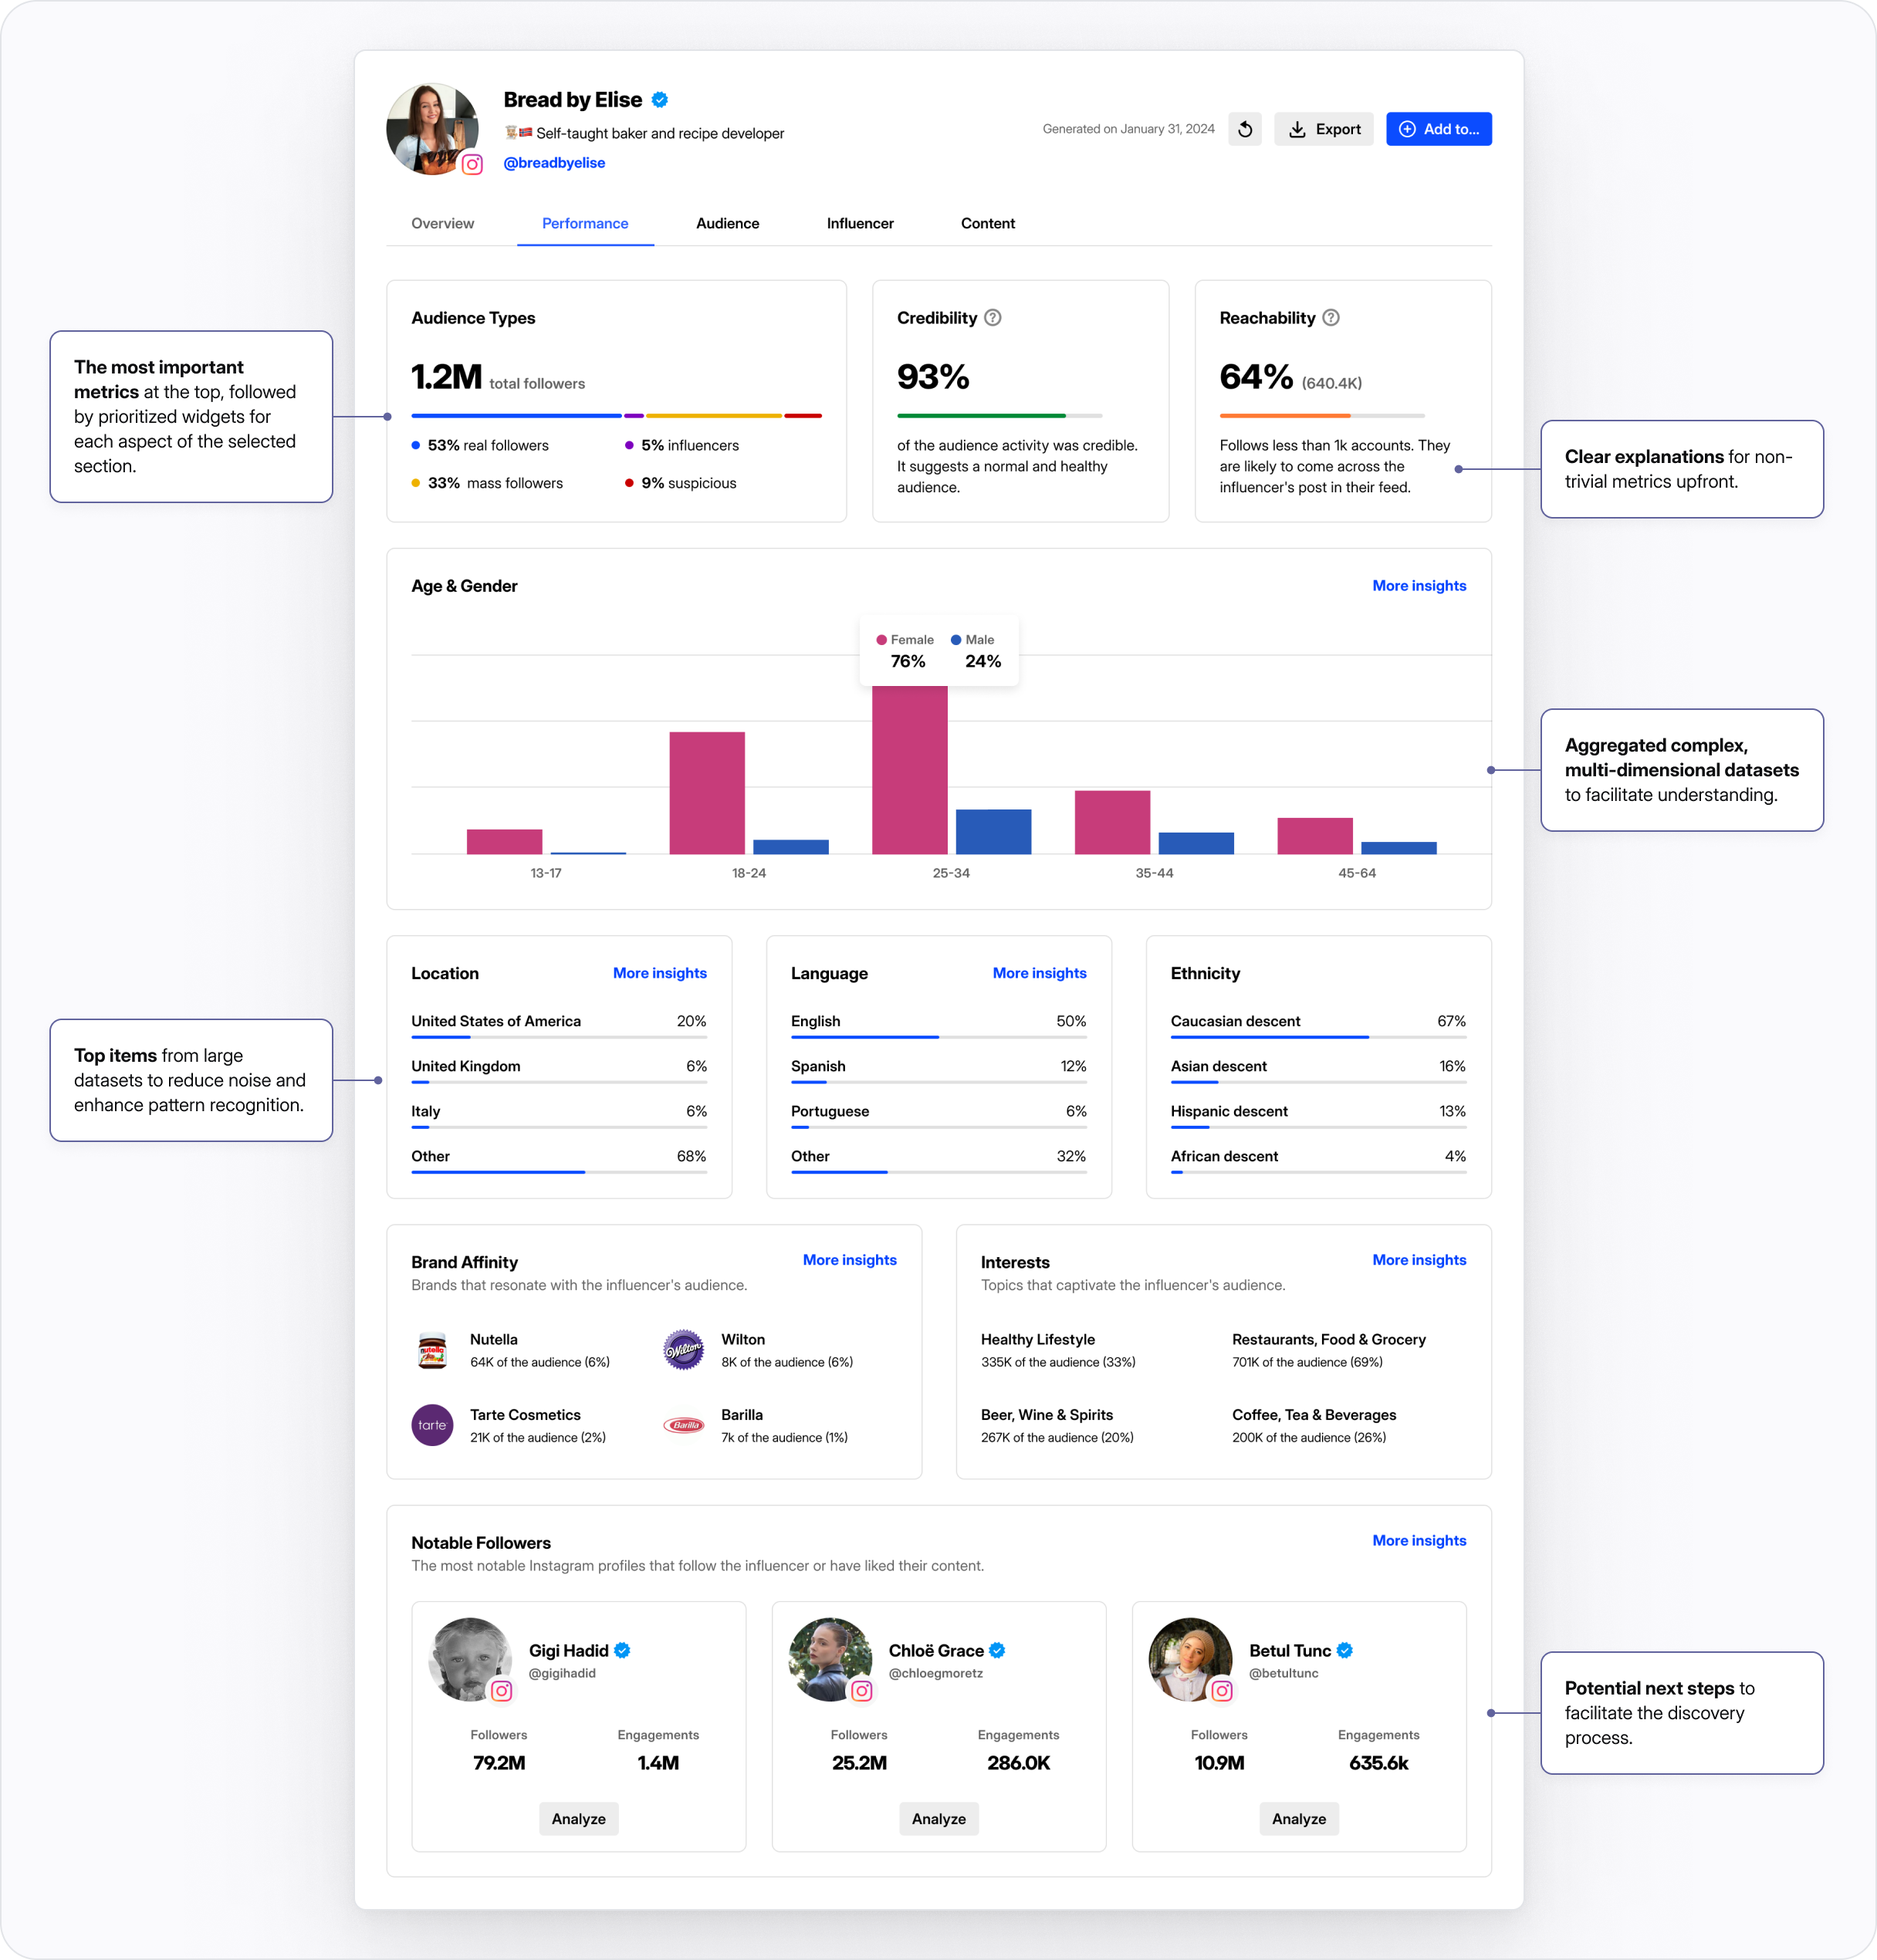 Bread by Elise
Self-taught baker and recipe developer
@breadbyelise
Generated on January 31, 2024
Export
Add to...
Overview
Performance
Audience
Influencer
Content
The most important
metrics at the top, followed
by prioritized widgets for
each aspect of the selected
section.
Audience Types
1.2M total followers
53% real followers
5% influencers
33% mass followers
9% suspicious
Credibility ?
93%
of the audience activity was credible.
It suggests a normal and healthy
audience.
Reachability ?
64% (640.4K)
Follows less than 1k accounts. They
are likely to come across the
influencer's post in their feed.
Clear explanations for non-
trivial metrics upfront.
Age & Gender
More insights
Female
Male
76%
24%
13-17
18-24
25-34
35-44
45-64
Aggregated complex,
multi-dimensional datasets
to facilitate understanding.
Top items from large
datasets to reduce noise and
enhance pattern recognition.
Location
More insights
United States of America
20%
United Kingdom
6%
Italy
6%
Other
68%
Language
More insights
English
50%
Spanish
12%
Portuguese
6%
Other
32%
Ethnicity
Caucasian descent
67%
Asian descent
16%
Hispanic descent
13%
African descent
4%
Brand Affinity
More insights
Brands that resonate with the influencer's audience.
nutella
Nutella
64K of the audience (6%)
Wilton
Wilton
8K of the audience (6%)
tarte
Tarte Cosmetics
21K of the audience (2%)
Barilla
Barilla
7k of the audience (1%)
Interests
More insights
Topics that captivate the influencer's audience.
Healthy Lifestyle
335K of the audience (33%)
Restaurants, Food & Grocery
701K of the audience (69%)
Beer, Wine & Spirits
267K of the audience (20%)
Coffee, Tea & Beverages
200K of the audience (26%)
Notable Followers
More insights
The most notable Instagram profiles that follow the influencer or have liked their content.
Gigi Hadid
@gigihadid
Followers
Engagements
79.2M
1.4M
Analyze
Chloë Grace
@chloegmoretz
Followers
Engagements
25.2M
286.0K
Analyze
Betul Tunc
@betultunc
Followers
Engagements
10.9M
635.6k
Analyze
Potential next steps to
facilitate the discovery
process.